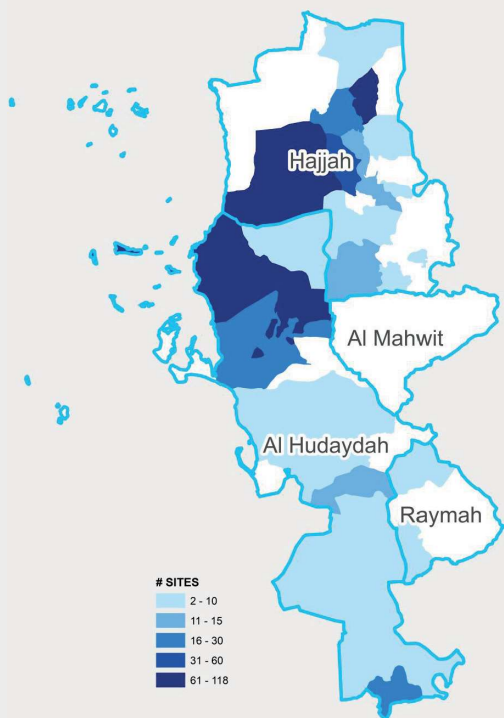 Hajjah
Al Mahwit
Al Hudaydah
Raymah
# SITES
2 - 10
11 - 15
16 - 30
31 - 60
61 - 118